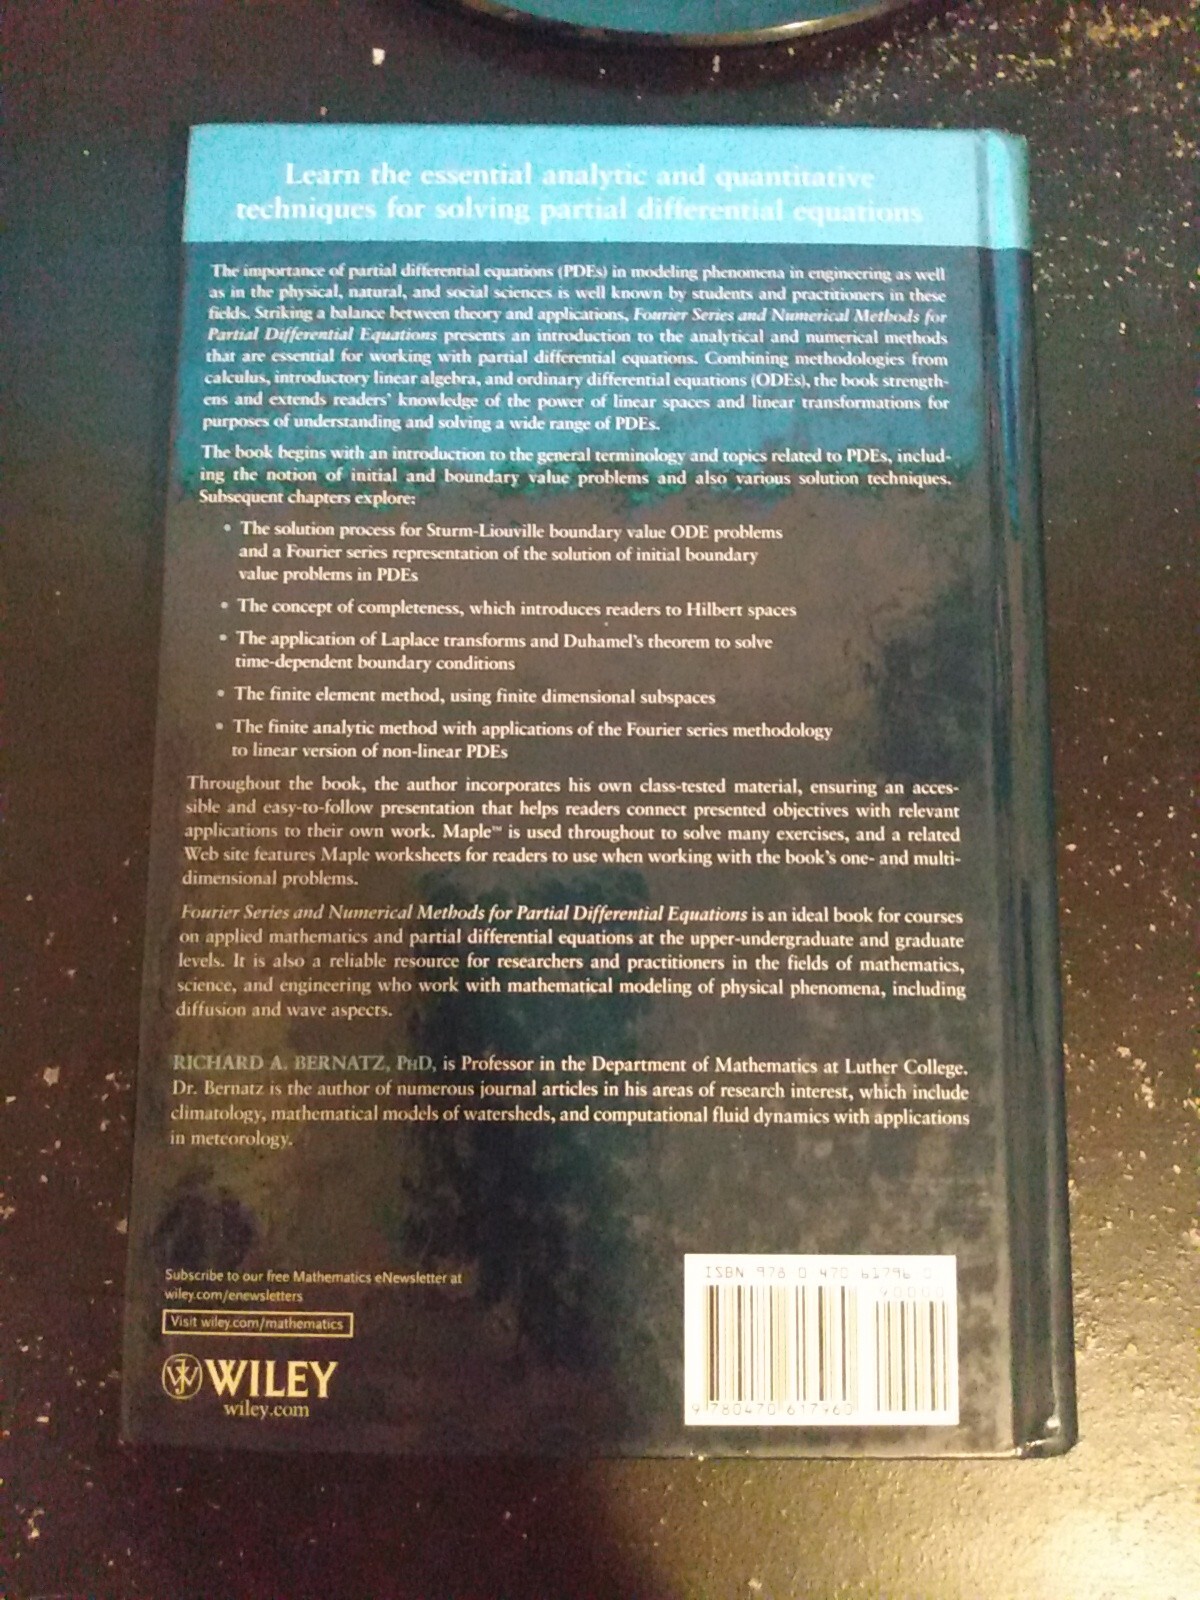 Learn the essential analytic and quantitative
techniques for solving partial differential equations
The importance of partial differential equations (PDEs) in modeling phenomena in engineering as well
as in the physical, natural, and social sciences is well known by students and practitioners in these
fields. Striking a balance between theory and applications, Fourier Series and Numerical Methods for
Partial Differential Equations presents an introduction to the analytical and numerical methods
that are essential for working with partial differential equations. Combining methodologies from
calculus, introductory linear algebra, and ordinary differential equations (ODEs), the book strength-
ens and extends readers' knowledge of the power of linear spaces and linear transformations for
purposes of understanding and solving a wide range of PDEs.
The book begins with an introduction to the general terminology and topics related to PDEs, includ-
ing the notion of initial and boundary value problems and also various solution techniques.
Subsequent chapters explore:
• The solution process for Sturm-Liouville boundary value ODE problems
and a Fourier series representation of the solution of initial boundary
value problems in PDEs
• The concept of completeness, which introduces readers to Hilbert spaces
• The application of Laplace transforms and Duhamel's theorem to solve
time-dependent boundary conditions
• The finite element method, using finite dimensional subspaces
• The finite analytic method with applications of the Fourier series methodology
to linear version of non-linear PDEs
Throughout the book, the author incorporates his own class-tested material, ensuring an acces-
sible and easy-to-follow presentation that helps readers connect presented objectives with relevant
applications to their own work. Maple™ is used throughout to solve many exercises, and a related
Web site features Maple worksheets for readers to use when working with the book's one- and multi-
dimensional problems.
Fourier Series and Numerical Methods for Partial Differential Equations is an ideal book for courses
on applied mathematics and partial differential equations at the upper-undergraduate and graduate
levels. It is also a reliable resource for researchers and practitioners in the fields of mathematics,
science, and engineering who work with mathematical modeling of physical phenomena, including
diffusion and wave aspects.
RICHARD A. BERNATZ, PHD, is Professor in the Department of Mathematics at Luther College.
Dr. Bernatz is the author of numerous journal articles in his areas of research interest, which include
climatology, mathematical models of watersheds, and computational fluid dynamics with applications
in meteorology.
Subscribe to our free Mathematics eNewsletter at
wiley.com/enewsletters
Visit wiley.com/mathematics
WILEY
wiley.com
ISBN 978 0 470 61796 0
90000
9 780470 617960